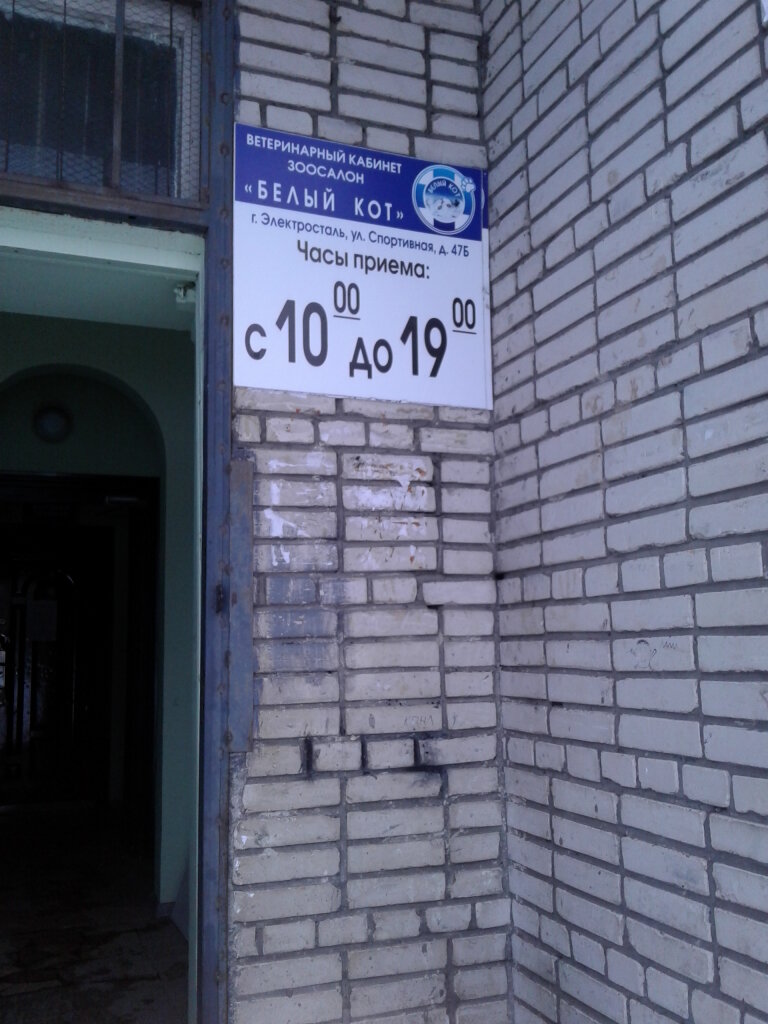 ВЕТЕРИНАРНЫЙ КАБИНЕТ
ЗООСАЛОН
«БЕЛЫЙ КОТ»
БЕЛЫЙ КОТ
г. Электросталь, ул. Спортивная, д. 47Б
Часы приема:
с 10 00 до 19 00